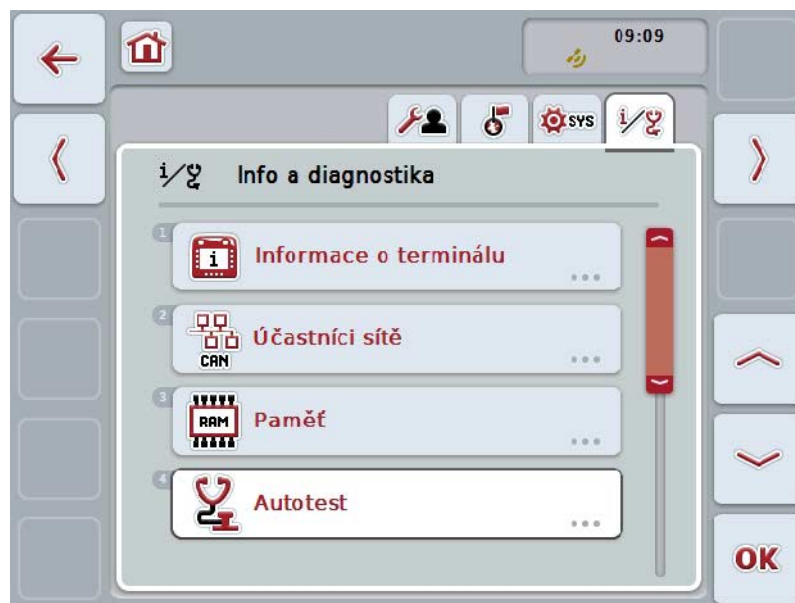 09:09
SYS
i
Info a diagnostika
1
i
Informace o terminálu
2
CAN
Účastníci sítě
3
RAM
Paměť
4
Autotest
OK